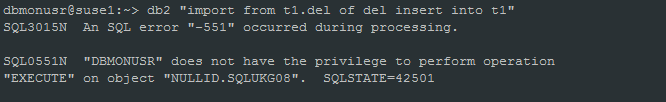 dbmonusr@suse1:~> db2 "import from t1.del of del insert into t1"
SQL3015N  An SQL error "-551" occurred during processing.
SQL0551N  "DBMONUSR" does not have the privilege to perform operation
"EXECUTE" on object "NULLID.SQLUKG08".  SQLSTATE=42501